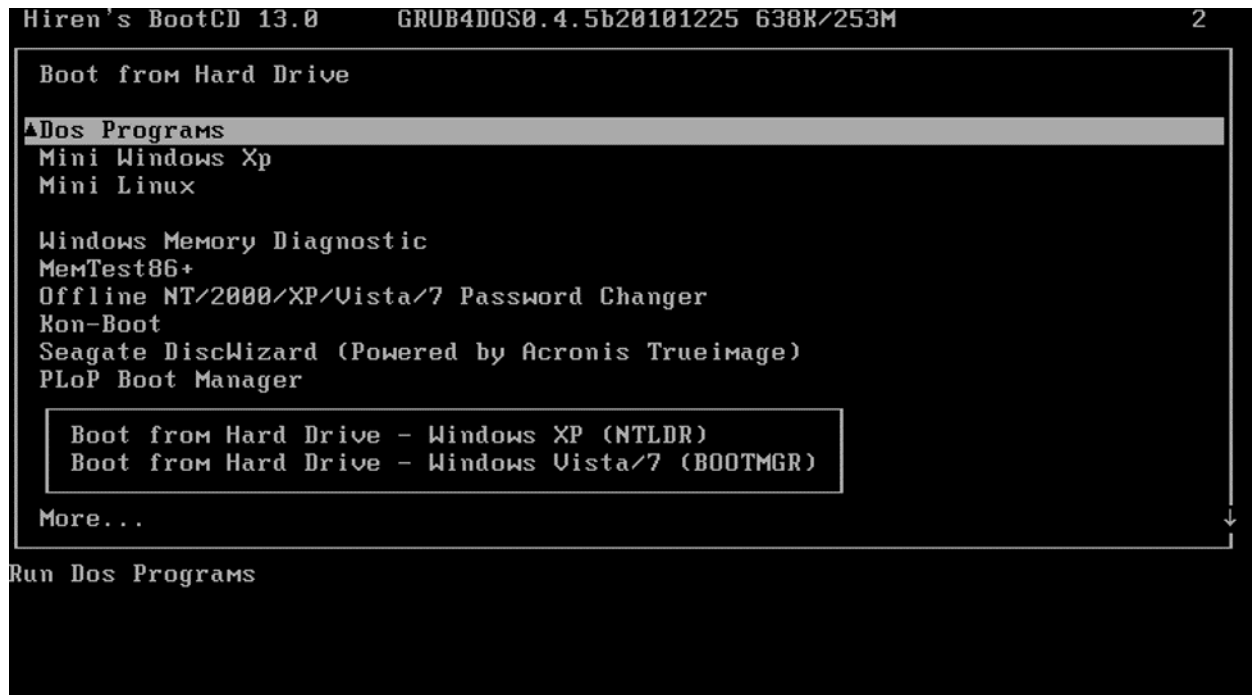 Hiren's BootCD 13.0 GRUB4DOS0.4.5b20101225 638K/253M 2
Boot from Hard Drive
Dos Programs
Mini Windows Xp
Mini Linux
Windows Memory Diagnostic
MemTest86+
Offline NT/2000/XP/Vista/7 Password Changer
Kon-Boot
Seagate DiscWizard (Powered by Acronis Trueimage)
PLoP Boot Manager
Boot from Hard Drive - Windows XP (NTLDR)
Boot from Hard Drive - Windows Vista/7 (BOOTMGR)
More...
Run Dos Programs